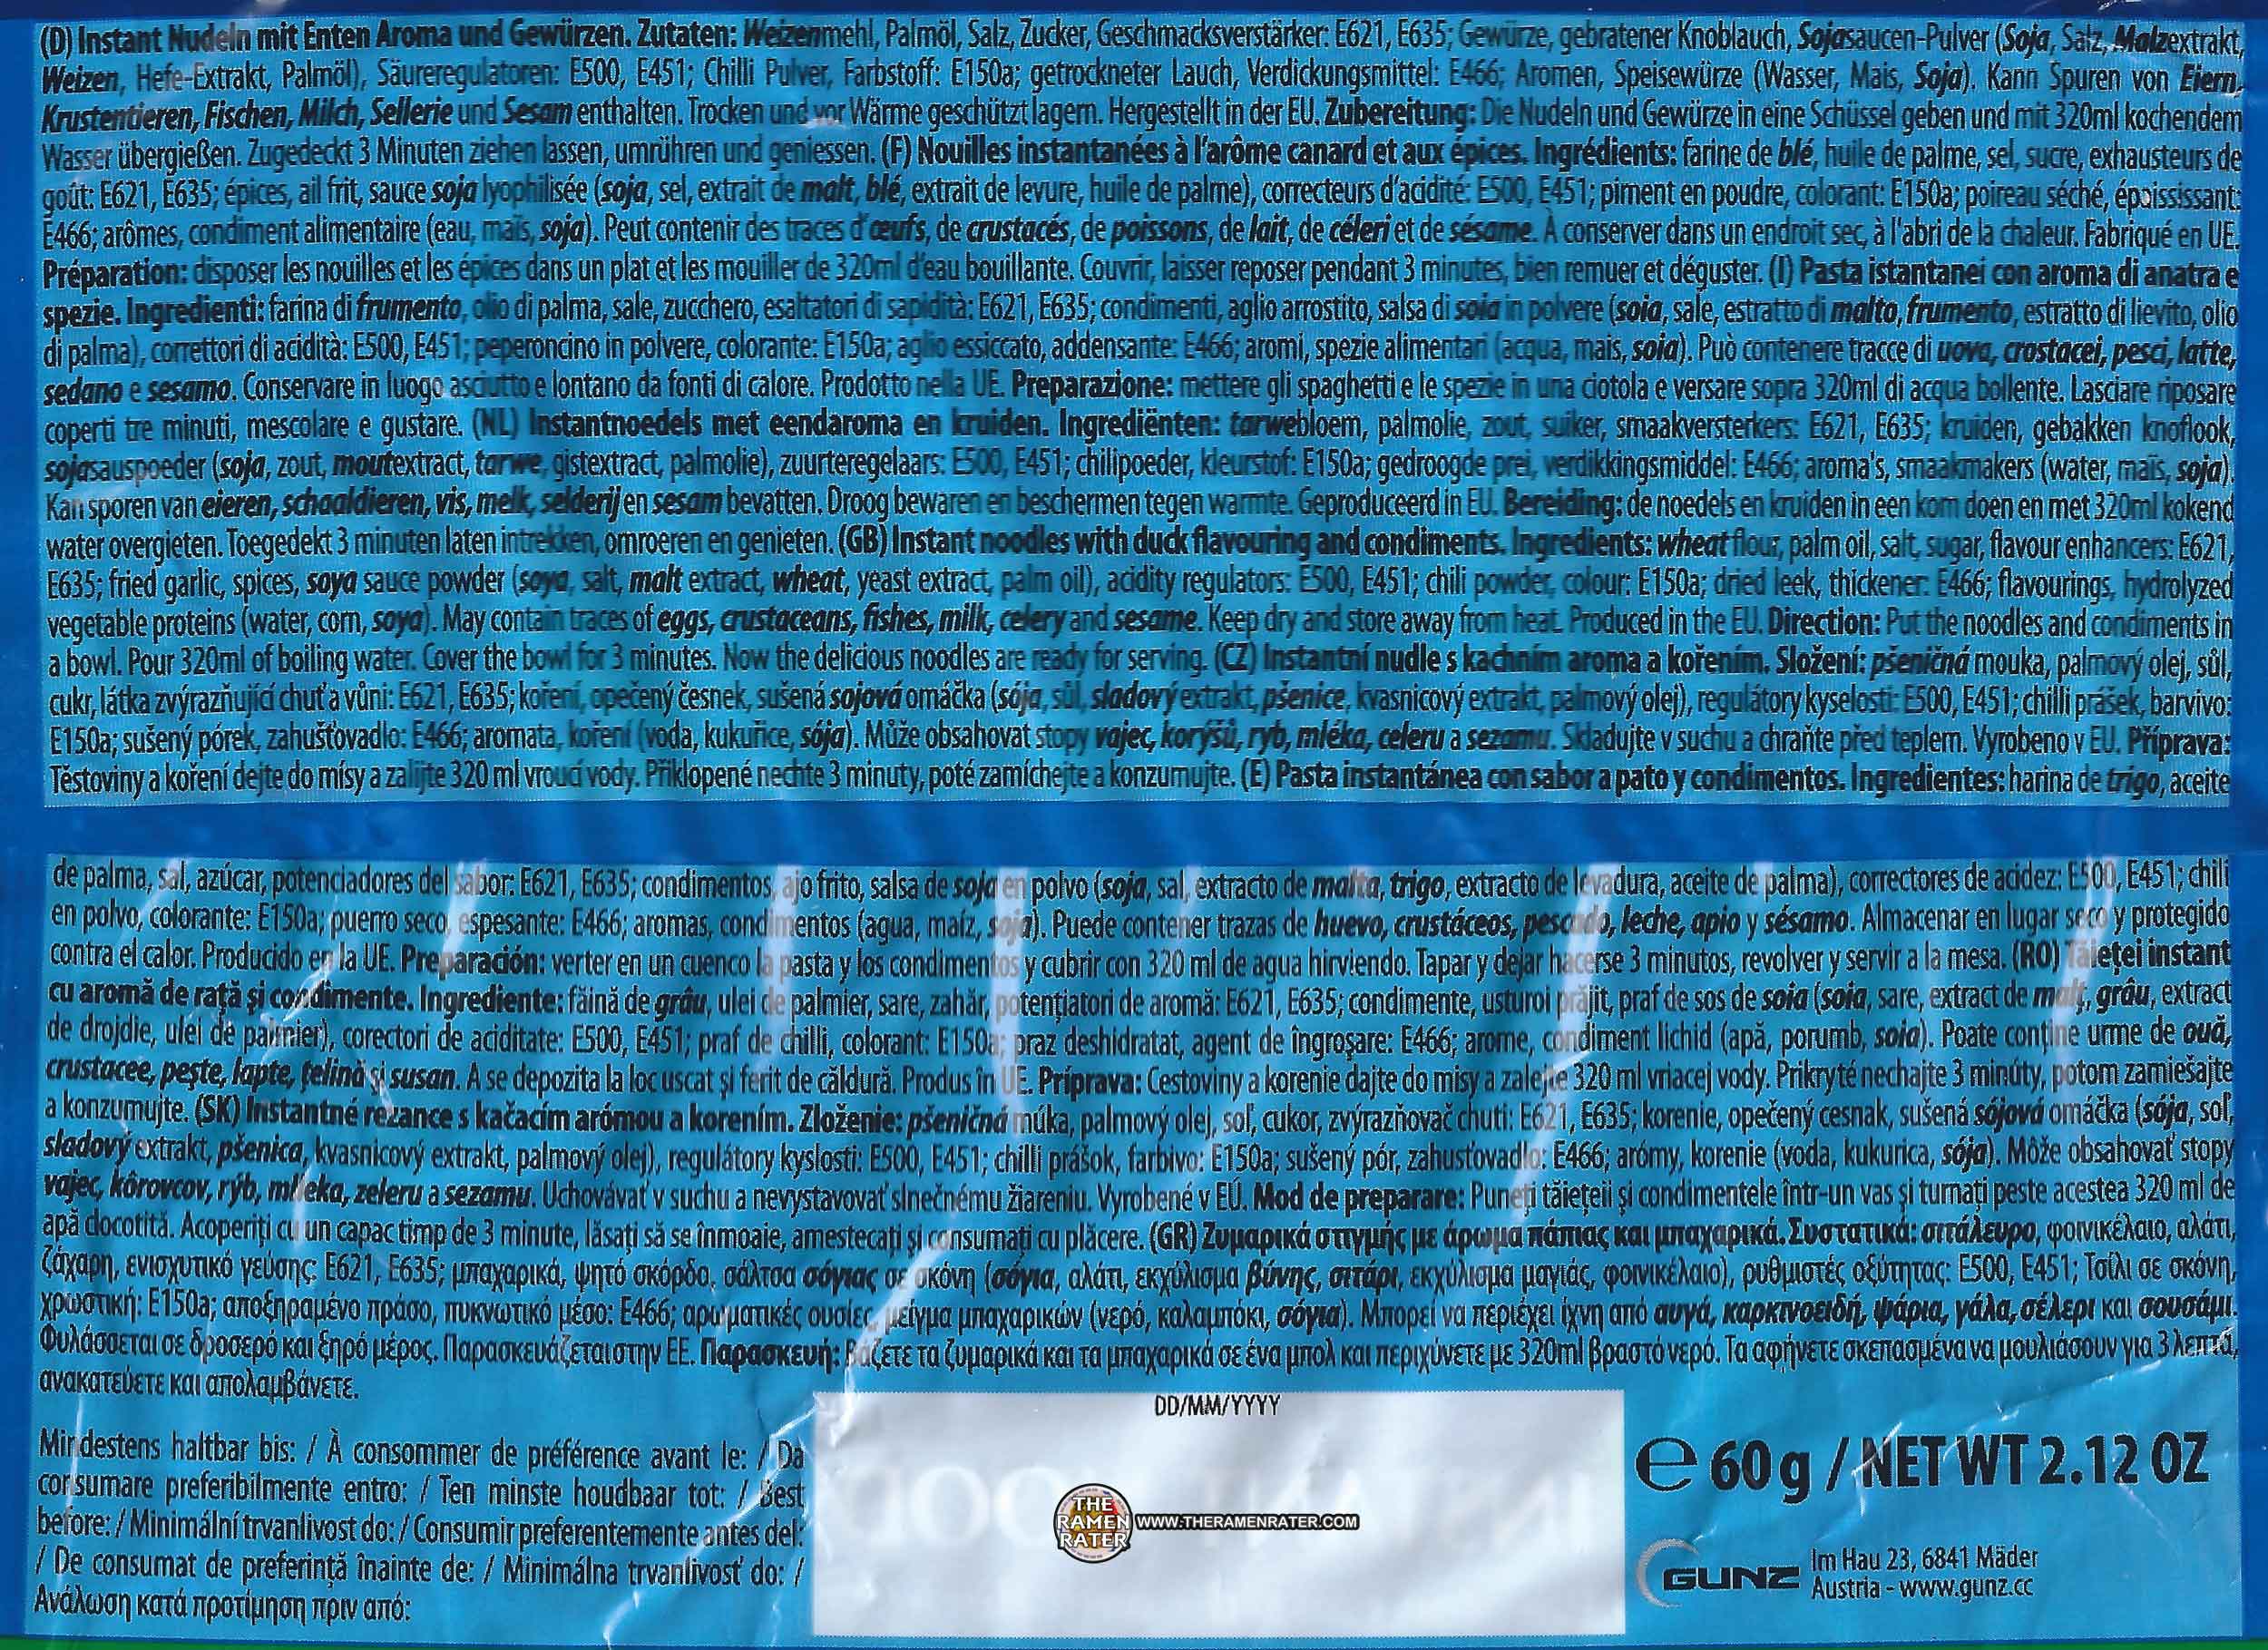 (D) Instant Nudeln mit Enten Aroma und Gewürzen. Zutaten: Weizenmehl, Palmöl, Salz, Zucker, Geschmacksverstärker: E621, E635; Gewürze, gebratener Knoblauch, Sojasaucen-Pulver (Soja, Salz, Malzextrakt,
Weizen, Hefe-Extrakt, Palmöl), Säureregulatoren: E500, E451; Chilli Pulver, Farbstoff: E150a; getrockneter Lauch, Verdickungsmittel: E466; Aromen, Speisewürze (Wasser, Mais, Soja). Kann Spuren von Eiern,
Krustentieren, Fischen, Milch, Sellerie und Sesam enthalten. Trocken und vor Wärme geschützt lagern. Hergestellt in der EU. Zubereitung: Die Nudeln und Gewürze in eine Schüssel geben und mit 320ml kochendem
Wasser übergießen. Zugedeckt 3 Minuten ziehen lassen, umrühren und geniessen. (F) Nouilles instantanées à l'arôme canard et aux épices. Ingrédients: farine de blé, huile de palme, sel, sucre, exhausteurs de
goût: E621, E635; épices, ail frit, sauce soja lyophilisée (soja, sel, extrait de malt, blé, extrait de levure, huile de palme), correcteurs d'acidité: E500, E451; piment en poudre, colorant: E150a; poireau séché, épaississant:
E466; arômes, condiment alimentaire (eau, maïs, soja). Peut contenir des traces d'œufs, de crustacés, de poissons, de lait, de céleri et de sésame. À conserver dans un endroit sec, à l'abri de la chaleur. Fabriqué en UE.
Préparation: disposer les nouilles et les épices dans un plat et les mouiller de 320ml d'eau bouillante. Couvrir, laisser reposer pendant 3 minutes, bien remuer et déguster. (I) Pasta istantanei con aroma di anatra e
spezie. Ingredienti: farina di frumento, olio di palma, sale, zucchero, esaltatori di sapidità: E621, E635; condimenti, aglio arrostito, salsa di soia in polvere (soia, sale, estratto di malto, frumento, estratto di lievito, olio
di palma), correttori di acidità: E500, E451; peperoncino in polvere, colorante: E150a; aglio essiccato, addensante: E466; aromi, spezie alimentari (acqua, mais, soia). Può contenere tracce di uova, crostacei, pesci, latte,
sedano e sesamo. Conservare in luogo asciutto e lontano da fonti di calore. Prodotto nella UE. Preparazione: mettere gli spaghetti e le spezie in una ciotola e versare sopra 320ml di acqua bollente. Lasciare riposare
coperti tre minuti, mescolare e gustare. (NL) Instantnoedels met eendaroma en kruiden. Ingrediënten: tarwebloem, palmolie, zout, suiker, smaakversterkers: E621, E635; kruiden, gebakken knoflook,
sojasauspoeder (soja, zout, moutextract, tarwe, gistextract, palmolie), zuurteregelaars: E500, E451; chilipoeder, kleurstof: E150a; gedroogde prei, verdikkingsmiddel: E466; aroma's, smaakmakers (water, maïs, soja).
Kan sporen van eieren, schaaldieren, vis, melk, selderij en sesam bevatten. Droog bewaren en beschermen tegen warmte. Geproduceerd in EU. Bereiding: de noedels en kruiden in een kom doen en met 320ml kokend
water overgieten. Toegedekt 3 minuten laten intrekken, omroeren en genieten. (GB) Instant noodles with duck flavouring and condiments. Ingredients: wheat flour, palm oil, salt, sugar, flavour enhancers: E621,
E635; fried garlic, spices, soya sauce powder (soya, salt, malt extract, wheat, yeast extract, palm oil), acidity regulators: E500, E451; chili powder, colour: E150a; dried leek, thickener: E466; flavourings, hydrolyzed
vegetable proteins (water, corn, soya). May contain traces of eggs, crustaceans, fishes, milk, celery and sesame. Keep dry and store away from heat. Produced in the EU. Direction: Put the noodles and condiments in
a bowl. Pour 320ml of boiling water. Cover the bowl for 3 minutes. Now the delicious noodles are ready for serving. (CZ) Instantní nudle s kachním aroma a kořením. Složení: pšeničná mouka, palmový olej, sůl,
cukr, látka zvýrazňující chuť a vůni: E621, E635; koření, opečený česnek, sušená sojová omáčka (sója, sůl, sladový extrakt, pšenice, kvasnicový extrakt, palmový olej), regulátory kyselosti: E500, E451; chilli prášek, barvivo:
E150a; sušený pórek, zahušťovadlo: E466; aromata, koření (voda, kukuřice, sója). Může obsahovat stopy vajec, korýšů, ryb, mléka, celeru a sezamu. Skladujte v suchu a chraňte před teplem. Vyrobeno v EU. Příprava:
Těstoviny a koření dejte do mísy a zalijte 320 ml vroucí vody. Přiklopené nechte 3 minuty, poté zamíchejte a konzumujte. (E) Pasta instantánea con sabor a pato y condimentos. Ingredientes: harina de trigo, aceite
de palma, sal, azúcar, potenciadores del sabor: E621, E635; condimentos, ajo frito, salsa de soja en polvo (soja, sal, extracto de malta, trigo, extracto de levadura, aceite de palma), correctores de acidez: E500, E451; chili
en polvo, colorante: E150a; puerro seco, espesante: E466; aromas, condimentos (agua, maíz, soja). Puede contener trazas de huevo, crustáceos, pescado, leche, apio y sésamo. Almacenar en lugar seco y protegido
contra el calor. Producido en la UE. Preparación: verter en un cuenco la pasta y los condimentos y cubrir con 320 ml de agua hirviendo. Tapar y dejar hacerse 3 minutos, revolver y servir a la mesa. (RO) Tăieței instant
cu aromă de rață și condimente. Ingrediente: făină de grâu, ulei de palmier, sare, zahăr, potențiatori de aromă: E621, E635; condimente, usturoi prăjit, praf de sos de soia (soia, sare, extract de malț, grâu, extract
de drojdie, ulei de palmier), corectori de aciditate: E500, E451; praf de chilli, colorant: E150a; praz deshidratat, agent de îngroșare: E466; arome, condiment lichid (apă, porumb, soia). Poate conține urme de ouă,
crustacee, pește, lapte, țelină și susan. A se depozita la loc uscat și ferit de căldură. Produs în UE. Príprava: Cestoviny a korenie dajte do misy a zalejte 320 ml vriacej vody. Prikryté nechajte 3 minúty, potom zamiešajte
a konzumujte. (SK) Instantné rezance s kačacím arómou a korením. Zloženie: pšeničná múka, palmový olej, soľ, cukor, zvýrazňovač chuti: E621, E635; korenie, opečený cesnak, sušená sójová omáčka (sója, soľ,
sladový extrakt, pšenica, kvasnicový extrakt, palmový olej), regulátory kyslosti: E500, E451; chilli prášok, farbivo: E150a; sušený pór, zahusťovadlo: E466; arómy, korenie (voda, kukurica, sója). Môže obsahovať stopy
vajec, kôrovcov, rýb, mlieka, zeleru a sezamu. Uchovávať v suchu a nevystavovať slnečnému žiareniu. Vyrobené v EÚ. Mod de preparare: Puneți tăiețeii și condimentele într-un vas și turnați peste acestea 320 ml de
apă clocotită. Acoperiți cu un capac timp de 3 minute, lăsați să se înmoaie, amestecați și consumați cu plăcere. (GR) Ζυμαρικά στιγμής με άρωμα πάπιας και μπαχαρικά. Συστατικά: σιτάλευρο, φοινικέλαιο, αλάτι,
ζάχαρη, ενισχυτικό γεύσης: E621, E635; μπαχαρικά, ψητό σκόρδο, σάλτσα σόγιας σε σκόνη (σόγια, αλάτι, εκχύλισμα βύνης, σιτάρι, εκχύλισμα μαγιάς, φοινικέλαιο), ρυθμιστές οξύτητας: E500, E451; Τσίλι σε σκόνη,
χρωστική: E150a; αποξηραμένο πράσο, πυκνωτικό μέσο: E466; αρωματικές ουσίες, μείγμα μπαχαρικών (νερό, καλαμπόκι, σόγια). Μπορεί να περιέχει ίχνη από αυγά, καρκινοειδή, ψάρια, γάλα, σέλερι και σουσάμι.
Φυλάσσεται σε δροσερό και ξηρό μέρος. Παρασκευάζεται στην ΕΕ. Παρασκευή: Βάζετε τα ζυμαρικά και τα μπαχαρικά σε ένα μπολ και περιχύνετε με 320ml βραστό νερό. Τα αφήνετε σκεπασμένα να μουλιάσουν για 3 λεπτά,
ανακατεύετε και απολαμβάνετε.
DD/MM/YYYY
Mindestens haltbar bis: / À consommer de préférence avant le: / Da
consumare preferibilmente entro: / Ten minste houdbaar tot: / Best
before: / Minimální trvanlivost do: / Consumir preferentemente antes del:
/ De consumat de preferință înainte de: / Minimálna trvanlivosť do: /
Ανάλωση κατά προτίμηση πριν από:
THE
RAMEN
RATER
WWW.THERAMENRATER.COM
e 60 g / NET WT 2.12 OZ
GUNZ
Im Hau 23, 6841 Mäder
Austria - www.gunz.cc